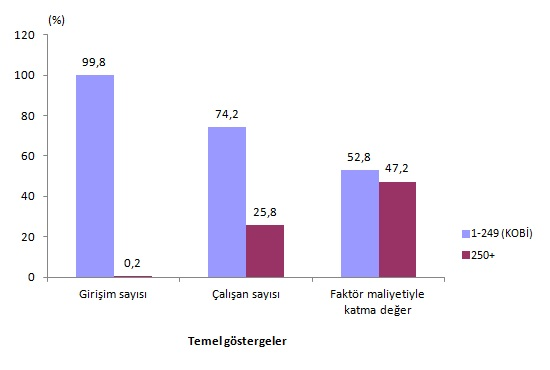 (%)
120
100
80
60
40
20
0
99,8
0,2
74,2
25,8
52,8
47,2
Girişim sayısı
Çalışan sayısı
Faktör maliyetiyle
katma değer
1-249 (KOBİ)
250+
Temel göstergeler